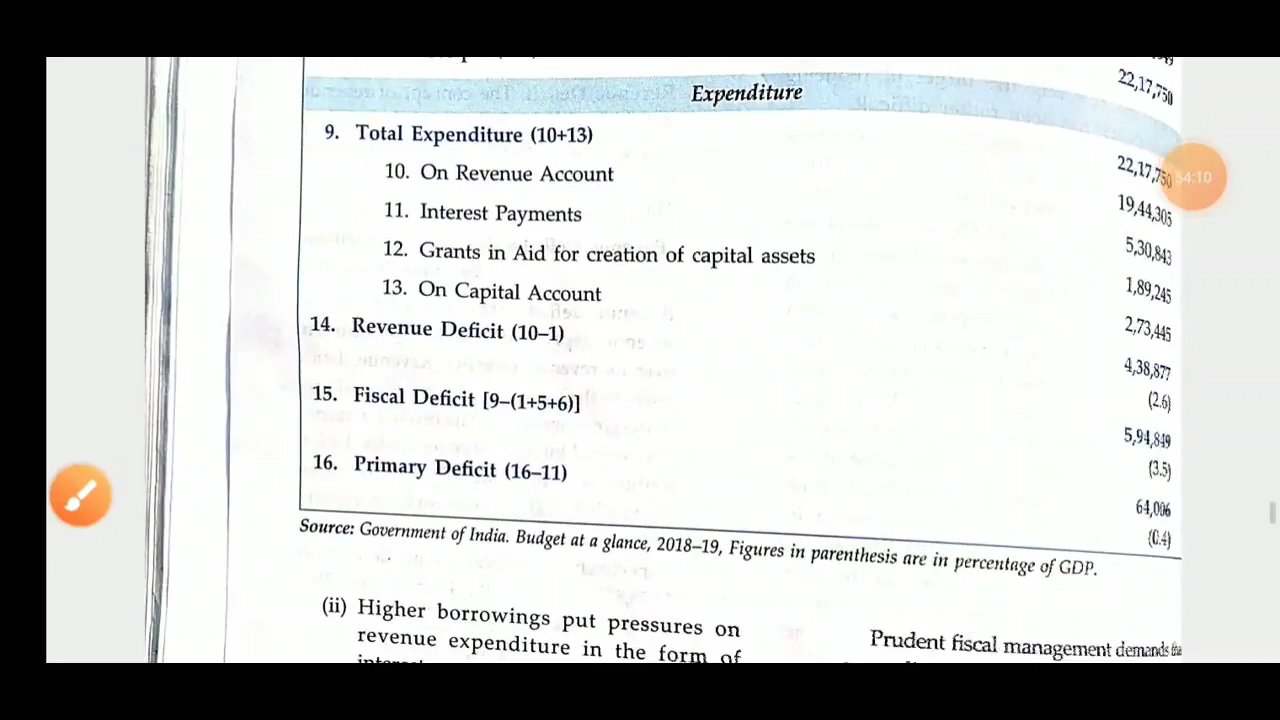 22,17,750
Expenditure
9. Total Expenditure (10+13) 22,17,750
10. On Revenue Account 19,44,305
11. Interest Payments 5,30,843
12. Grants in Aid for creation of capital assets 1,89,245
13. On Capital Account 2,73,445
14. Revenue Deficit (10–1) 4,38,877
(2.6)
15. Fiscal Deficit [9–(1+5+6)] 5,94,849
(3.5)
16. Primary Deficit (16–11) 64,006
(0.4)
Source: Government of India. Budget at a glance, 2018–19, Figures in parenthesis are in percentage of GDP.
(ii) Higher borrowings put pressures on
revenue expenditure in the form of
Prudent fiscal management demands
54:10